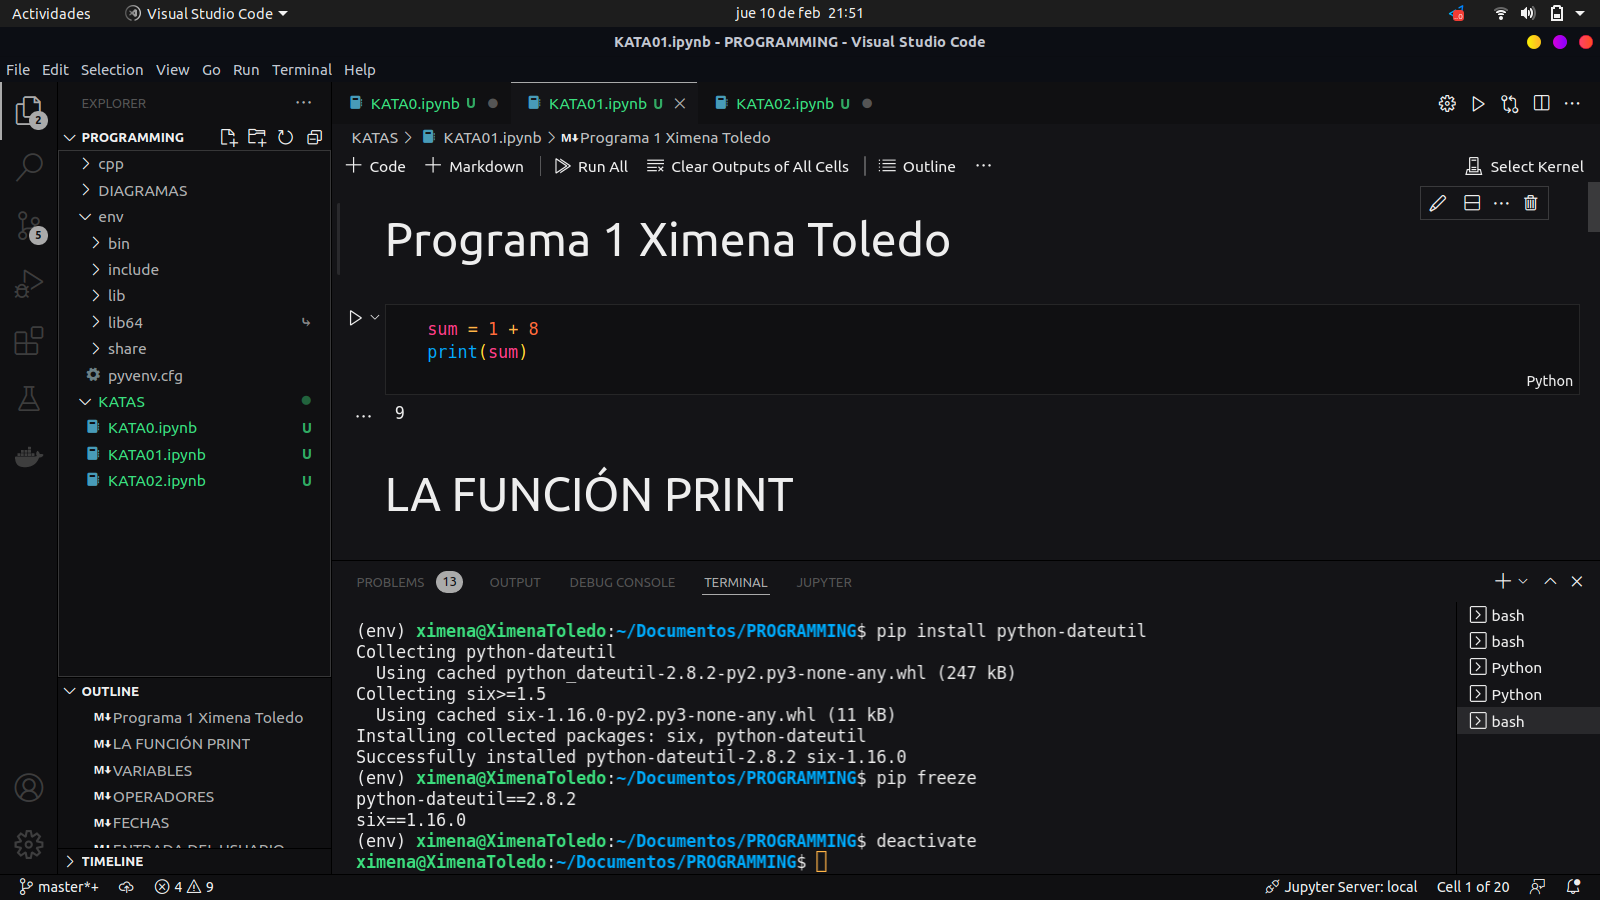 Actividades
Visual Studio Code
jue 10 de feb 21:51
KATA01.ipynb - PROGRAMMING - Visual Studio Code
File Edit Selection View Go Run Terminal Help
EXPLORER
PROGRAMMING
cpp
DIAGRAMAS
env
bin
include
lib
lib64
share
pyvenv.cfg
KATAS
KATA0.ipynb U
KATA01.ipynb U
KATA02.ipynb U
OUTLINE
Programa 1 Ximena Toledo
LA FUNCIÓN PRINT
VARIABLES
OPERADORES
FECHAS
ENTRADA DEL USUARIO
TIMELINE
2
5
KATA0.ipynb U
KATA01.ipynb U
KATA02.ipynb U
KATAS > KATA01.ipynb > M↓Programa 1 Ximena Toledo
+ Code + Markdown Run All Clear Outputs of All Cells Outline ...
Select Kernel
Programa 1 Ximena Toledo
sum = 1 + 8
print(sum)
Python
... 9
LA FUNCIÓN PRINT
PROBLEMS 13 OUTPUT DEBUG CONSOLE TERMINAL JUPYTER
(env) ximena@XimenaToledo:~/Documentos/PROGRAMMING$ pip install python-dateutil
Collecting python-dateutil
Using cached python_dateutil-2.8.2-py2.py3-none-any.whl (247 kB)
Collecting six>=1.5
Using cached six-1.16.0-py2.py3-none-any.whl (11 kB)
Installing collected packages: six, python-dateutil
Successfully installed python-dateutil-2.8.2 six-1.16.0
(env) ximena@XimenaToledo:~/Documentos/PROGRAMMING$ pip freeze
python-dateutil==2.8.2
six==1.16.0
(env) ximena@XimenaToledo:~/Documentos/PROGRAMMING$ deactivate
ximena@XimenaToledo:~/Documentos/PROGRAMMING$
bash
bash
Python
Python
bash
master*+ 4 9
Jupyter Server: local Cell 1 of 20